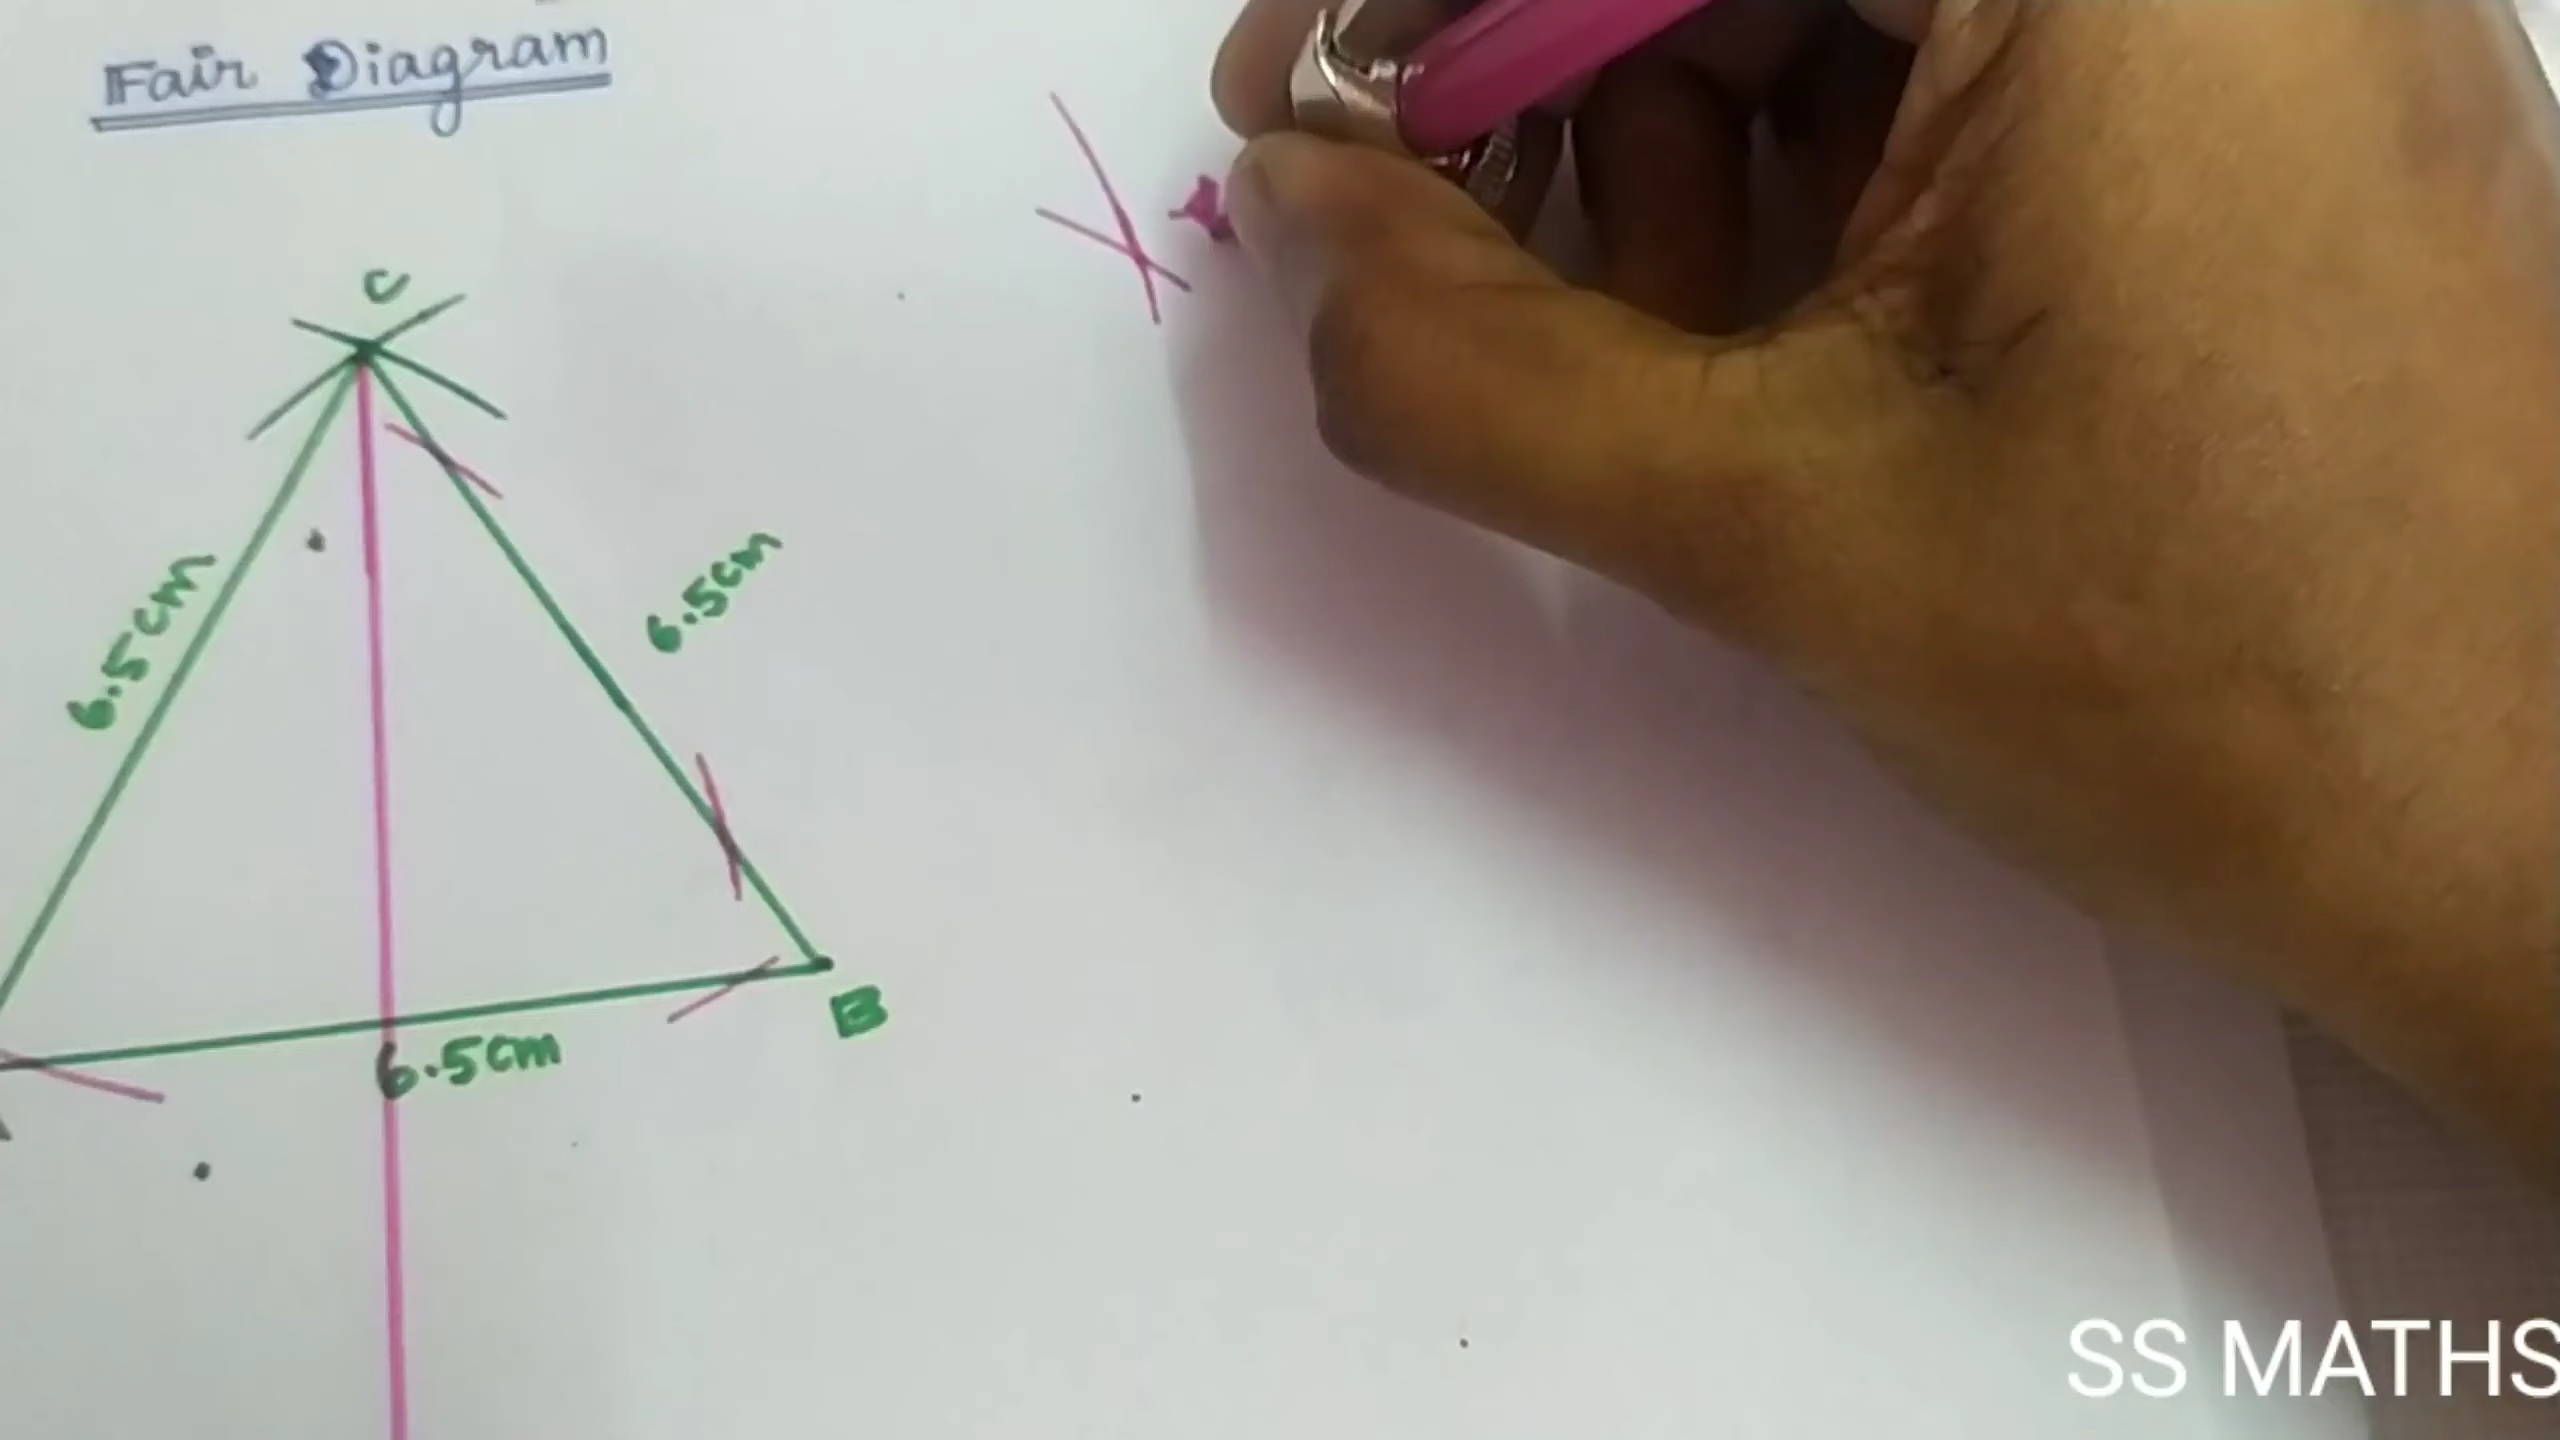 Fair Diagram
C
6.5cm
6.5cm
B
6.5cm
SS MATHS